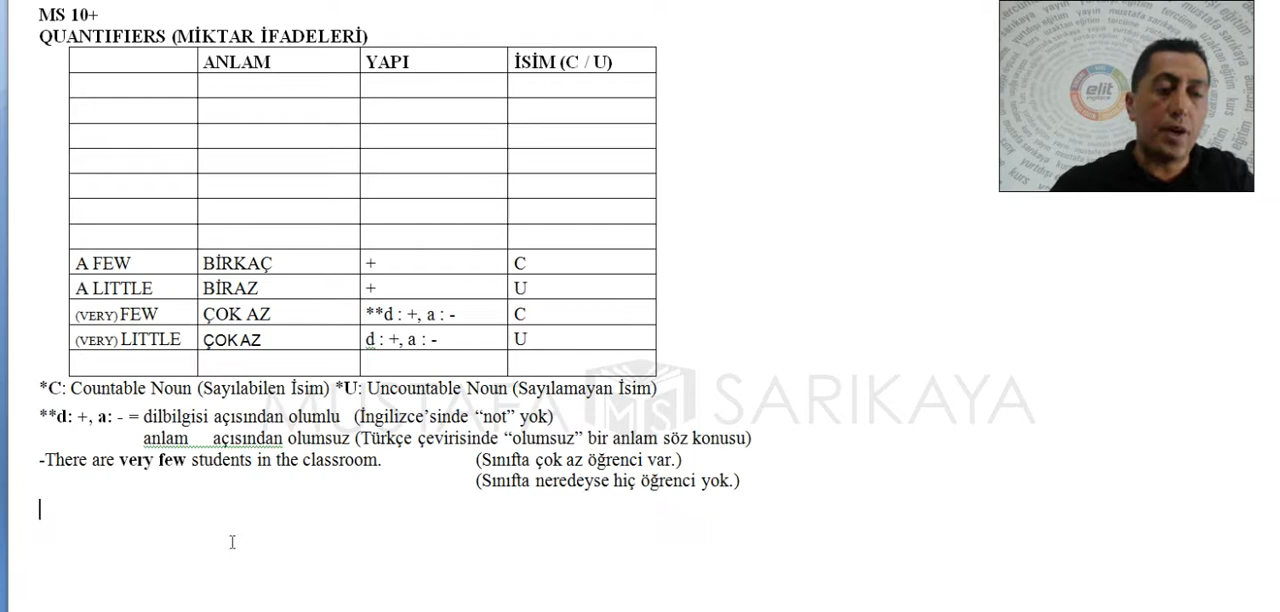 MS 10+
QUANTIFIERS (MİKTAR İFADELERİ)
ANLAM YAPI İSİM (C / U)
A FEW BİRKAÇ + C
A LITTLE BİRAZ + U
(VERY) FEW ÇOK AZ **d : +, a : - C
(VERY) LITTLE ÇOK AZ d : +, a : - U
*C: Countable Noun (Sayılabilen İsim) *U: Uncountable Noun (Sayılamayan İsim)
**d: +, a: - = dilbilgisi açısından olumlu (İngilizce’sinde “not” yok)
anlam açısından olumsuz (Türkçe çevirisinde “olumsuz” bir anlam söz konusu)
-There are very few students in the classroom. (Sınıfta çok az öğrenci var.)
(Sınıfta neredeyse hiç öğrenci yok.)
MUSTAFA MS SARIKAYA
elit